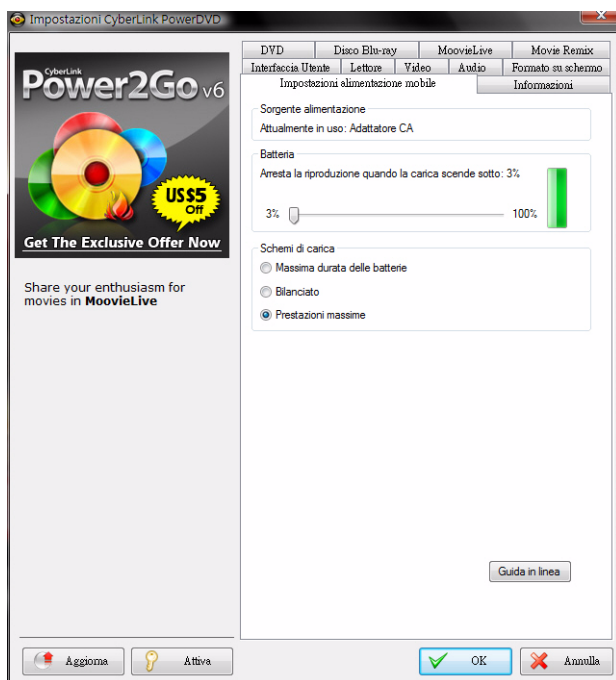 Impostazioni CyberLink PowerDVD
CyberLink
Power2Go v6
US$5
Off
Get The Exclusive Offer Now
Share your enthusiasm for
movies in MoovieLive
DVD Disco Blu-ray MoovieLive Movie Remix
Interfaccia Utente Lettore Video Audio Formato su schermo
Impostazioni alimentazione mobile Informazioni
Sorgente alimentazione
Attualmente in uso: Adattatore CA
Batteria
Arresta la riproduzione quando la carica scende sotto: 3%
3% 100%
Schemi di carica
Massima durata delle batterie
Bilanciato
Prestazioni massime
Guida in linea
Aggiorna Attiva OK Annulla